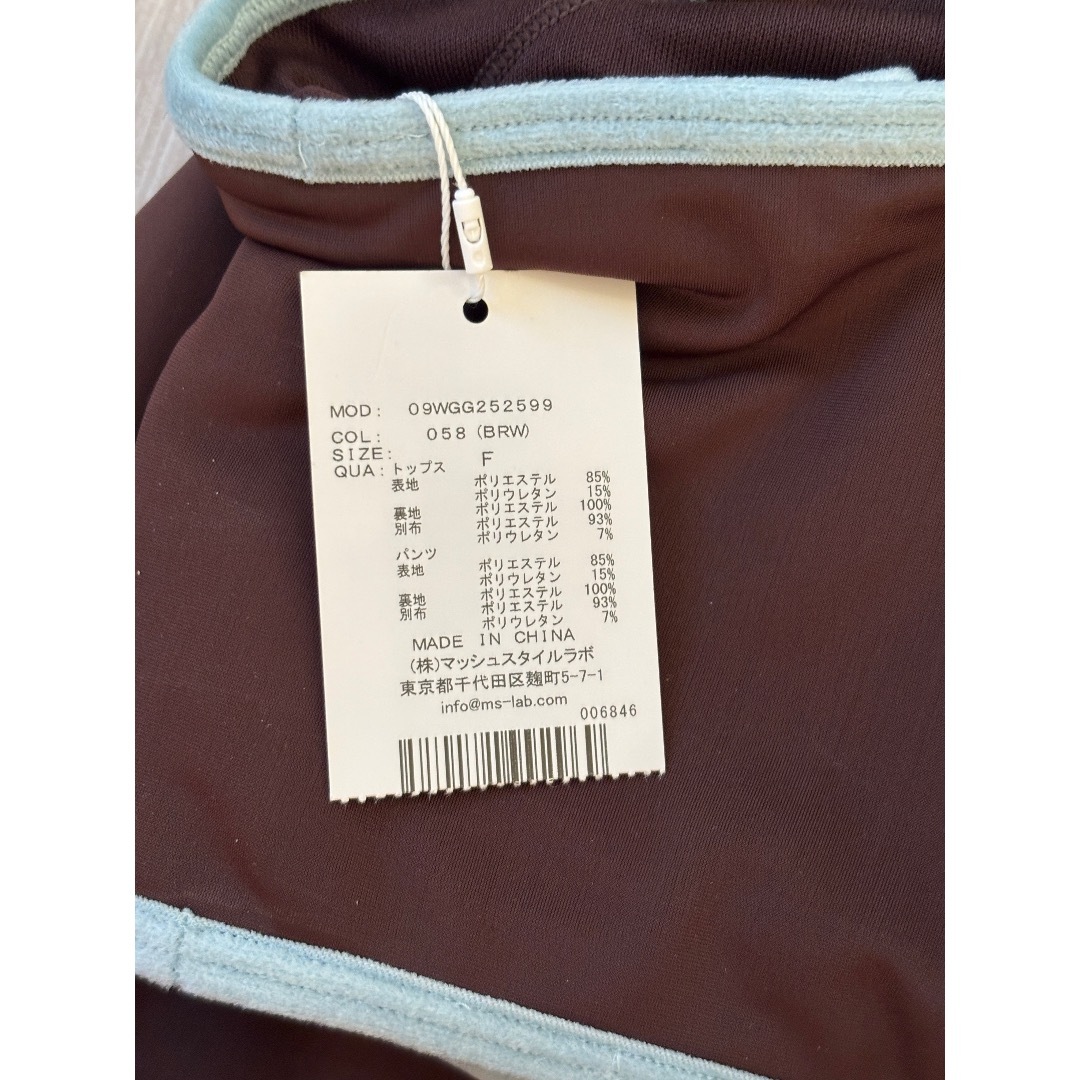 MOD: 09WGG252599
COL: 058 (BRW)
SIZE: F
QUA: トップス
表地 ポリエステル 85%
ポリウレタン 15%
裏地 ポリエステル 100%
別布 ポリエステル 93%
ポリウレタン 7%
パンツ
表地 ポリエステル 85%
ポリウレタン 15%
裏地 ポリエステル 100%
別布 ポリエステル 93%
ポリウレタン 7%
MADE IN CHINA
(株)マッシュスタイルラボ
東京都千代田区麹町5-7-1
info@ms-lab.com
006846